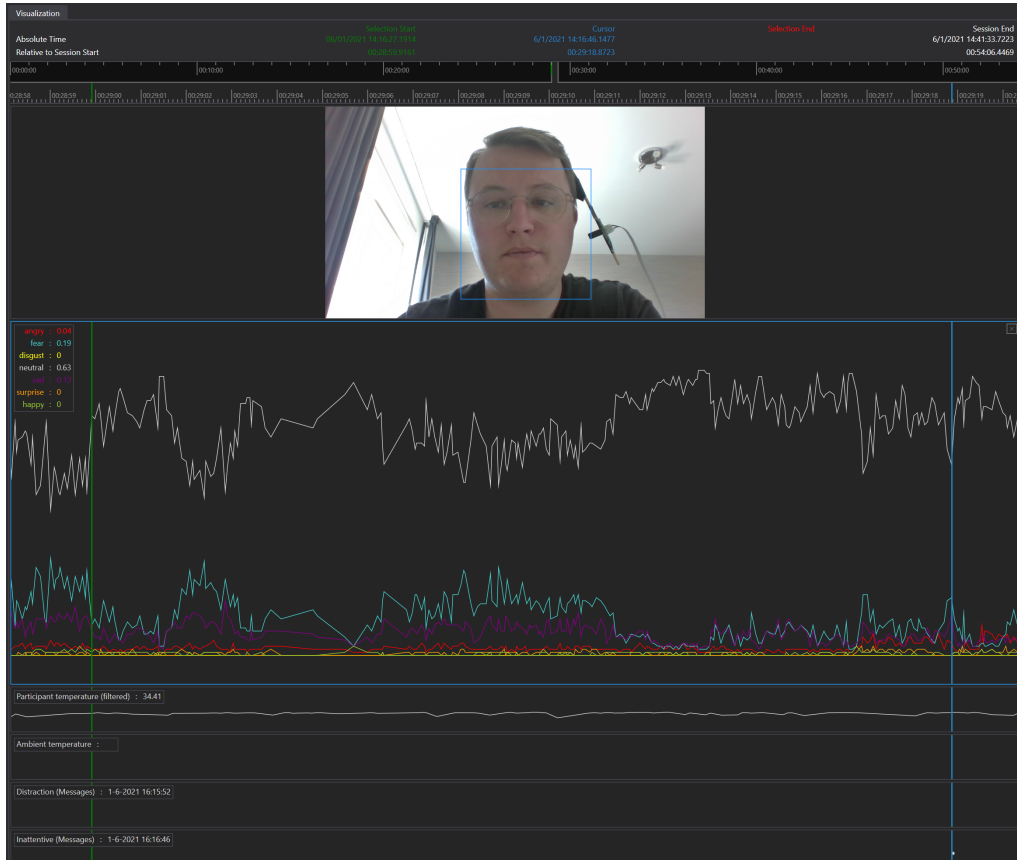 Visualization
Selection Start Cursor Selection End Session End
Absolute Time 06/01/2021 14:16:27.1914 6/1/2021 14:16:46.1477 6/1/2021 14:41:33.7223
Relative to Session Start 00:28:59.9161 00:29:18.8723 00:54:06.4469
00:00:00 00:10:00 00:20:00 00:30:00 00:40:00 00:50:00
0:28:58 00:28:59 00:29:00 00:29:01 00:29:02 00:29:03 00:29:04 00:29:05 00:29:06 00:29:07 00:29:08 00:29:09 00:29:10 00:29:11 00:29:12 00:29:13 00:29:14 00:29:15 00:29:16 00:29:17 00:29:18 00:29:19
angry : 0.04
fear : 0.19
disgust : 0
neutral : 0.63
surprise : 0
happy : 0
Participant temperature (filtered) : 34.41
Ambient temperature :
Distraction (Messages) : 1-6-2021 16:15:52
Inattentive (Messages) : 1-6-2021 16:16:46